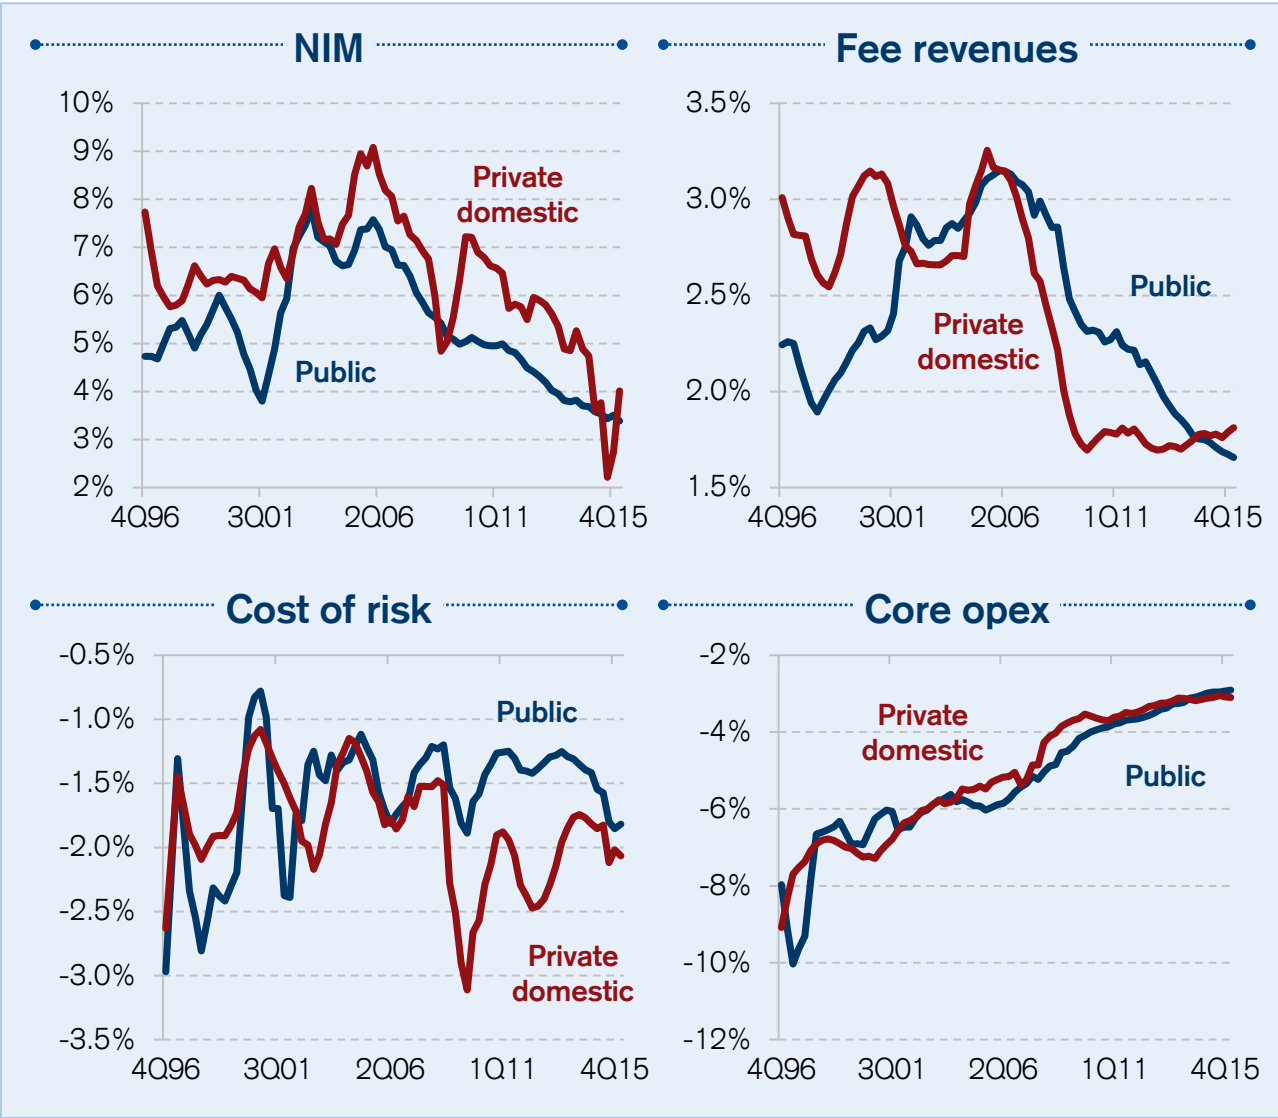 NIM
10%
9%
8%
7%
6%
5%
4%
3%
2%
4Q96 3Q01 2Q06 1Q11 4Q15
Private
domestic
Public
Fee revenues
3.5%
3.0%
2.5%
2.0%
1.5%
4Q96 3Q01 2Q06 1Q11 4Q15
Public
Private
domestic
Cost of risk
-0.5%
-1.0%
-1.5%
-2.0%
-2.5%
-3.0%
-3.5%
4Q96 3Q01 2Q06 1Q11 4Q15
Public
Private
domestic
Core opex
-2%
-4%
-6%
-8%
-10%
-12%
4Q96 3Q01 2Q06 1Q11 4Q15
Private
domestic
Public